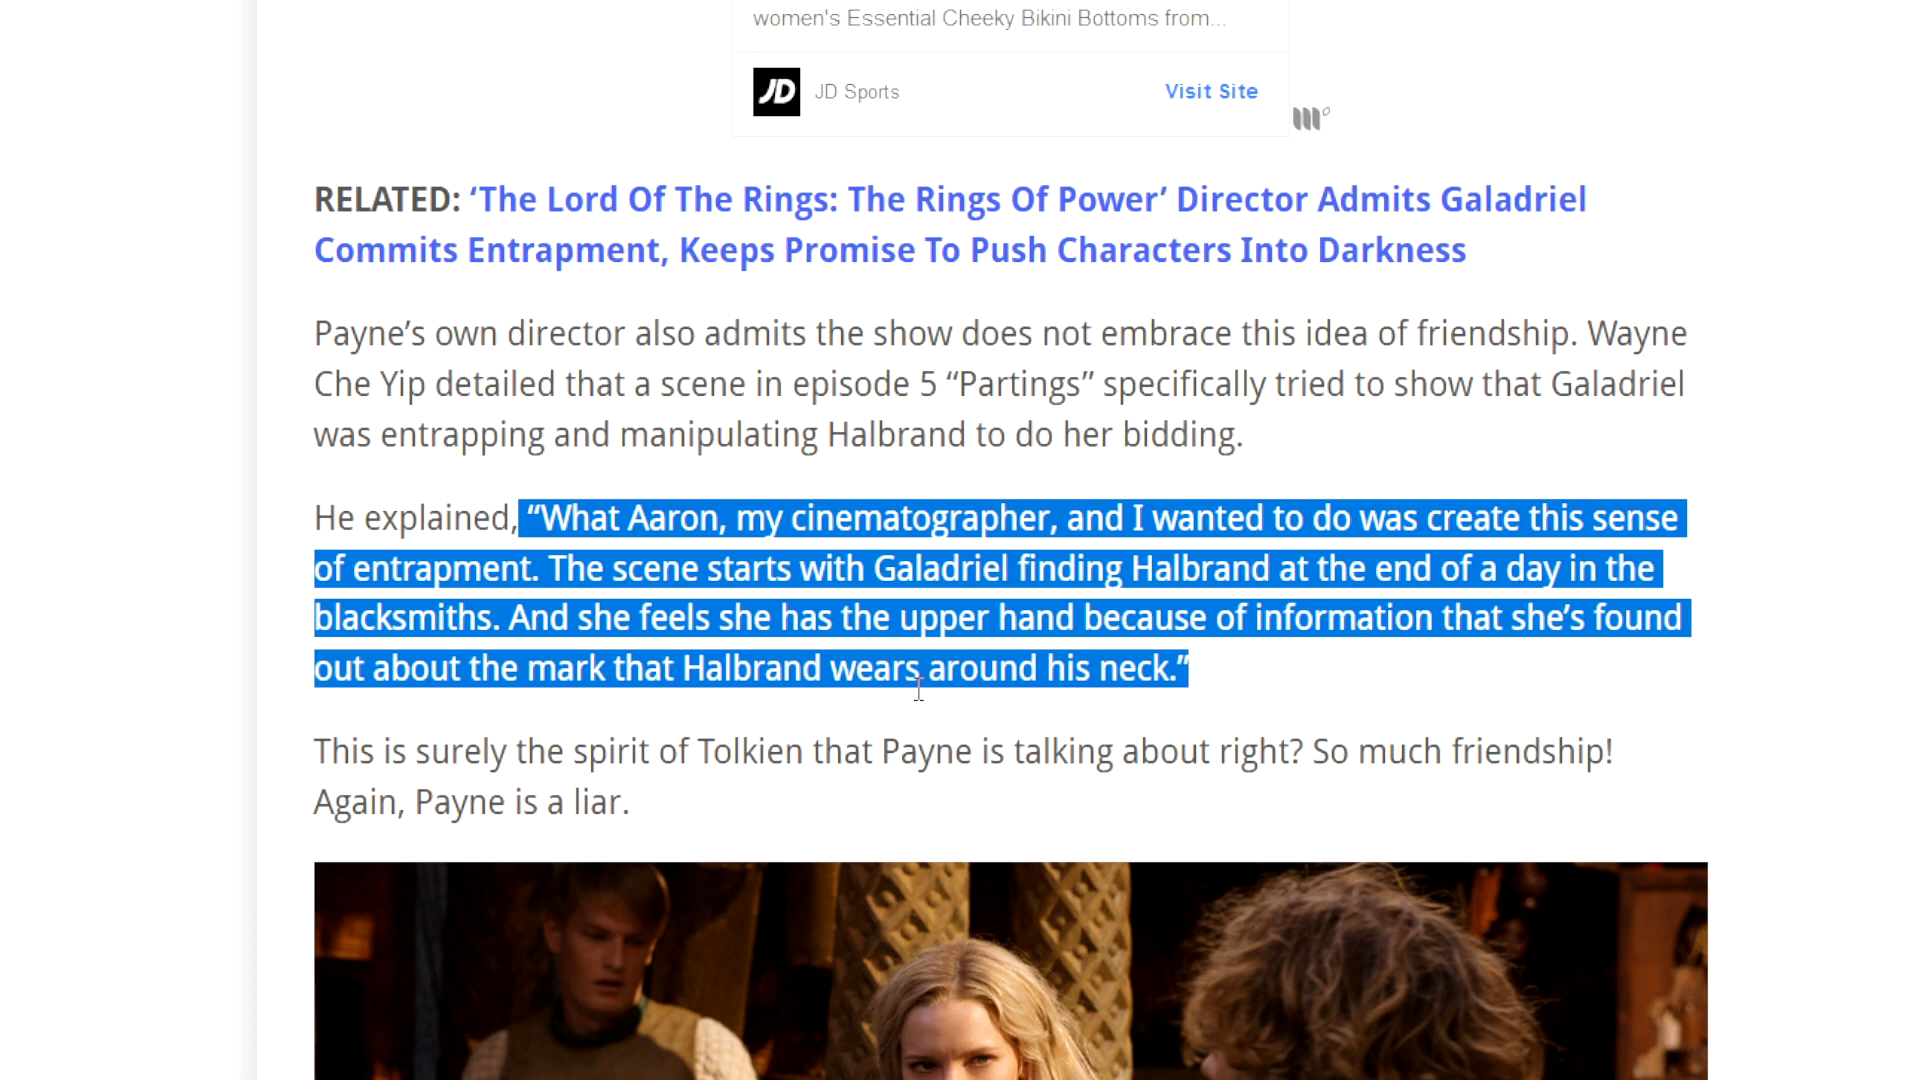 women's Essential Cheeky Bikini Bottoms from...
JD
JD Sports
Visit Site
RELATED: ‘The Lord Of The Rings: The Rings Of Power’ Director Admits Galadriel
Commits Entrapment, Keeps Promise To Push Characters Into Darkness
Payne’s own director also admits the show does not embrace this idea of friendship. Wayne
Che Yip detailed that a scene in episode 5 “Partings” specifically tried to show that Galadriel
was entrapping and manipulating Halbrand to do her bidding.
He explained, “What Aaron, my cinematographer, and I wanted to do was create this sense
of entrapment. The scene starts with Galadriel finding Halbrand at the end of a day in the
blacksmiths. And she feels she has the upper hand because of information that she’s found
out about the mark that Halbrand wears around his neck.”
This is surely the spirit of Tolkien that Payne is talking about right? So much friendship!
Again, Payne is a liar.